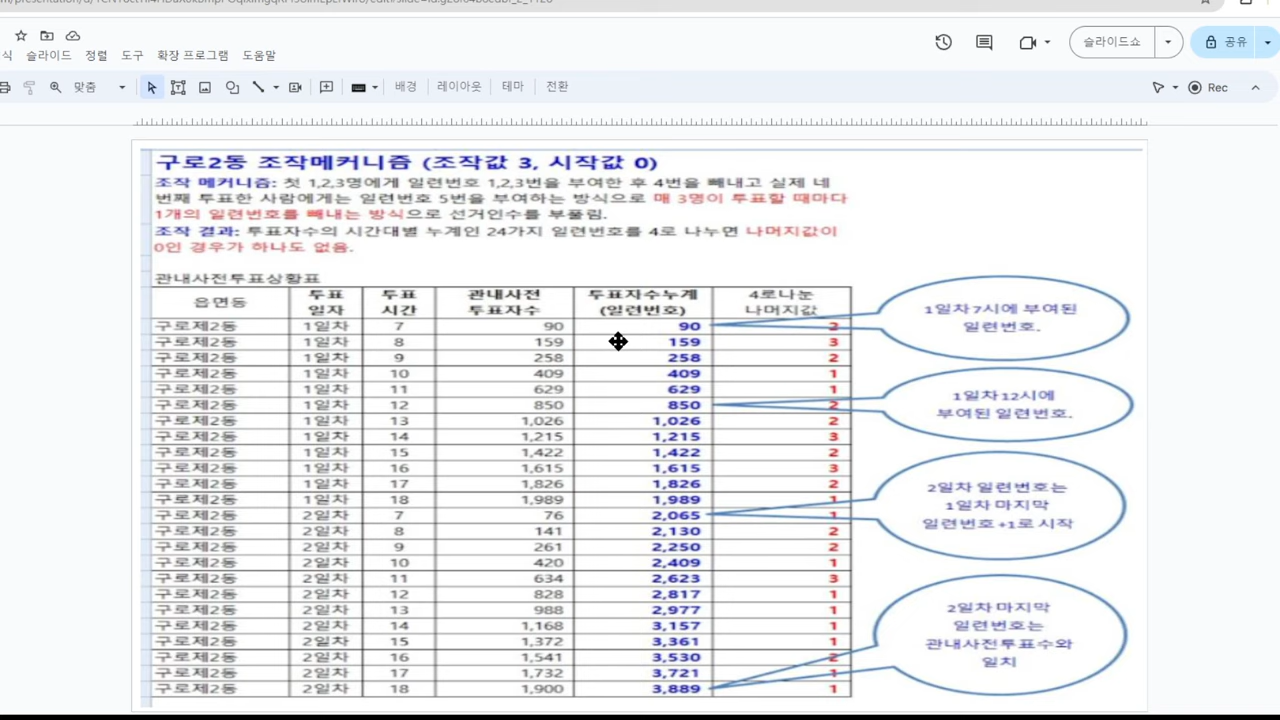 식 슬라이드 정렬 도구 확장 프로그램 도움말
슬라이드쇼
공유
맞춤
배경 레이아웃 테마 전환
Rec
구로2동 조작메커니즘 (조작값 3, 시작값 0)
조작 메커니즘: 첫 1,2,3명에게 일련번호 1,2,3번을 부여한 후 4번을 빼내고 실제 네
번째 투표한 사람에게는 일련번호 5번을 부여하는 방식으로 매 3명이 투표할 때마다
1개의 일련번호를 빼내는 방식으로 선거인수를 부풀림.
조작 결과: 투표자수의 시간대별 누계인 24가지 일련번호를 4로 나누면 나머지값이
0인 경우가 하나도 없음.
관내사전투표상황표
읍면동 투표 일자 투표 시간 관내사전 투표자수 투표자수누계 (일련번호) 4로나눈 나머지값
구로제2동 1일차 7 90 90 2
구로제2동 1일차 8 159 159 3
구로제2동 1일차 9 258 258 2
구로제2동 1일차 10 409 409 1
구로제2동 1일차 11 629 629 1
구로제2동 1일차 12 850 850 2
구로제2동 1일차 13 1,026 1,026 2
구로제2동 1일차 14 1,215 1,215 3
구로제2동 1일차 15 1,422 1,422 2
구로제2동 1일차 16 1,615 1,615 3
구로제2동 1일차 17 1,826 1,826 2
구로제2동 1일차 18 1,989 1,989 1
구로제2동 2일차 7 76 2,065 1
구로제2동 2일차 8 141 2,130 2
구로제2동 2일차 9 261 2,250 2
구로제2동 2일차 10 420 2,409 1
구로제2동 2일차 11 634 2,623 3
구로제2동 2일차 12 828 2,817 1
구로제2동 2일차 13 988 2,977 1
구로제2동 2일차 14 1,168 3,157 1
구로제2동 2일차 15 1,372 3,361 1
구로제2동 2일차 16 1,541 3,530 2
구로제2동 2일차 17 1,732 3,721 1
구로제2동 2일차 18 1,900 3,889 1
1일차 7시에 부여된
일련번호.
1일차 12시에
부여된 일련번호.
2일차 일련번호는
1일차 마지막
일련번호 +1로 시작
2일차 마지막
일련번호는
관내사전투표수와
일치